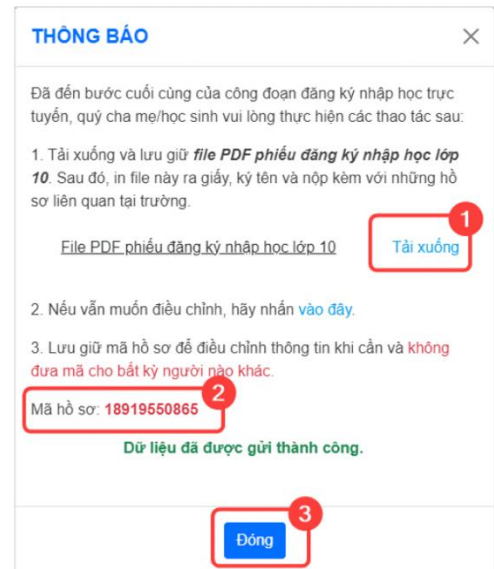 THÔNG BÁO
Đã đến bước cuối cùng của công đoạn đăng ký nhập học trực
tuyến, quý cha mẹ/học sinh vui lòng thực hiện các thao tác sau:
1. Tải xuống và lưu giữ file PDF phiếu đăng ký nhập học lớp
10. Sau đó, in file này ra giấy, ký tên và nộp kèm với những hồ
sơ liên quan tại trường.
1
File PDF phiếu đăng ký nhập học lớp 10 Tải xuống
2. Nếu vẫn muốn điều chỉnh, hãy nhấn vào đây.
3. Lưu giữ mã hồ sơ để điều chỉnh thông tin khi cần và không
đưa mã cho bất kỳ người nào khác.
2
Mã hồ sơ: 18919550865
Dữ liệu đã được gửi thành công.
3
Đóng